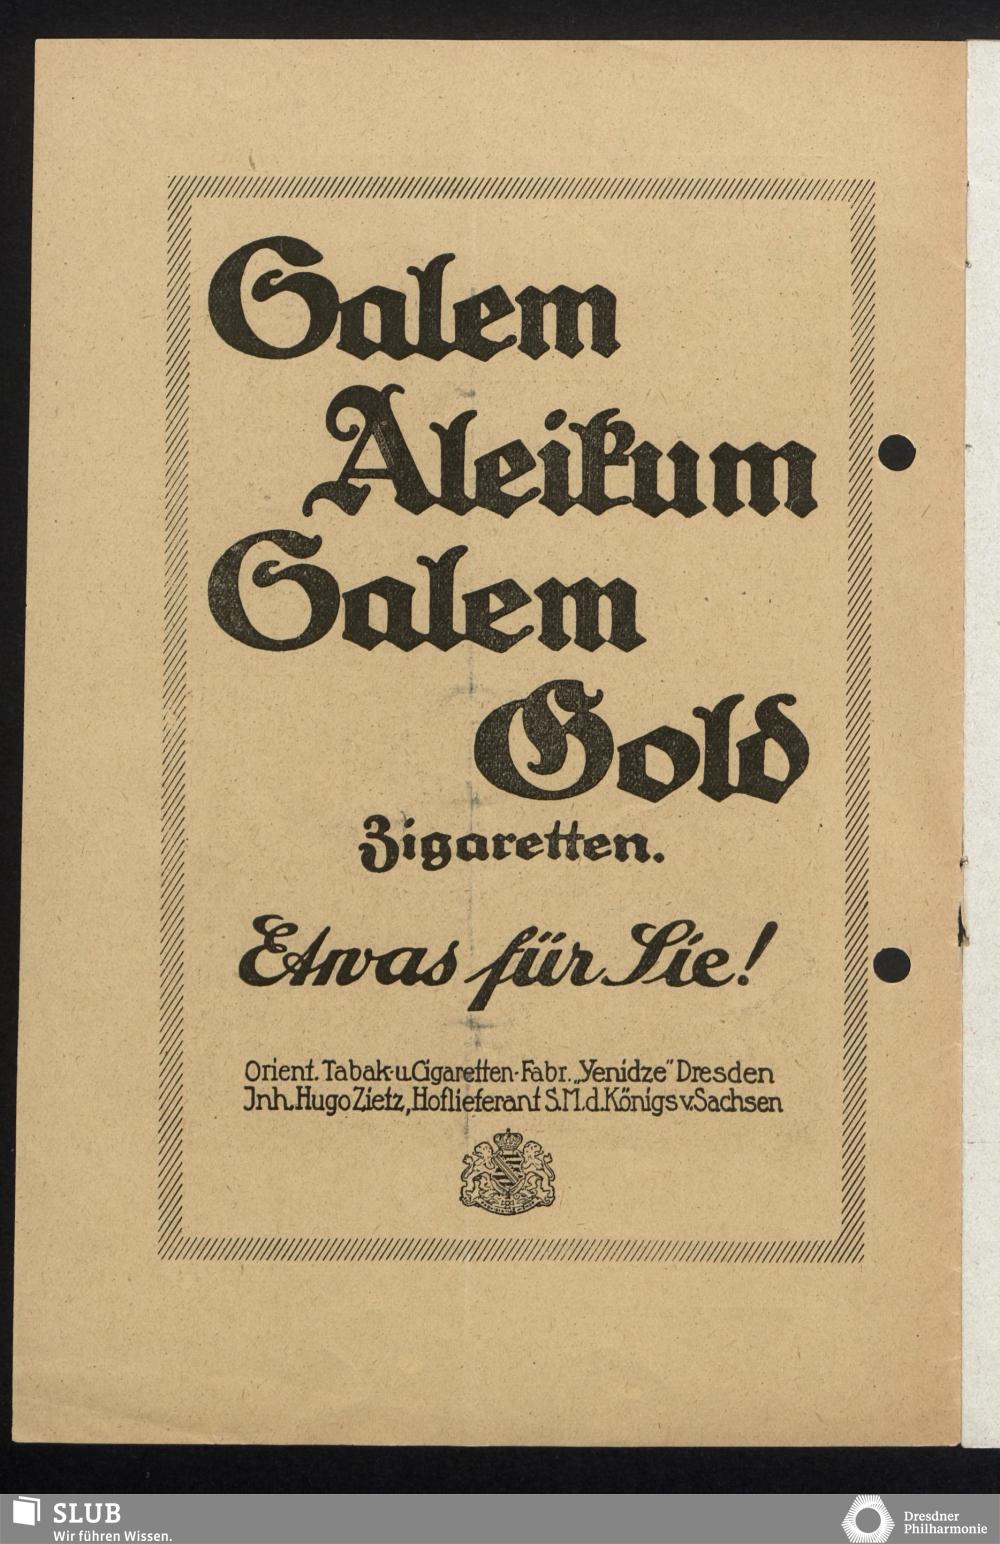 Salem
Aleikum
Salem
Gold
Zigaretten.
Etwas für Sie!
Orient. Tabak-u.Cigaretten-Fabr. „Yenidze” Dresden
Inh. Hugo Zietz, Hoflieferant S.M.d.Königs v.Sachsen
SLUB
Wir führen Wissen.
Dresdner
Philharmonie